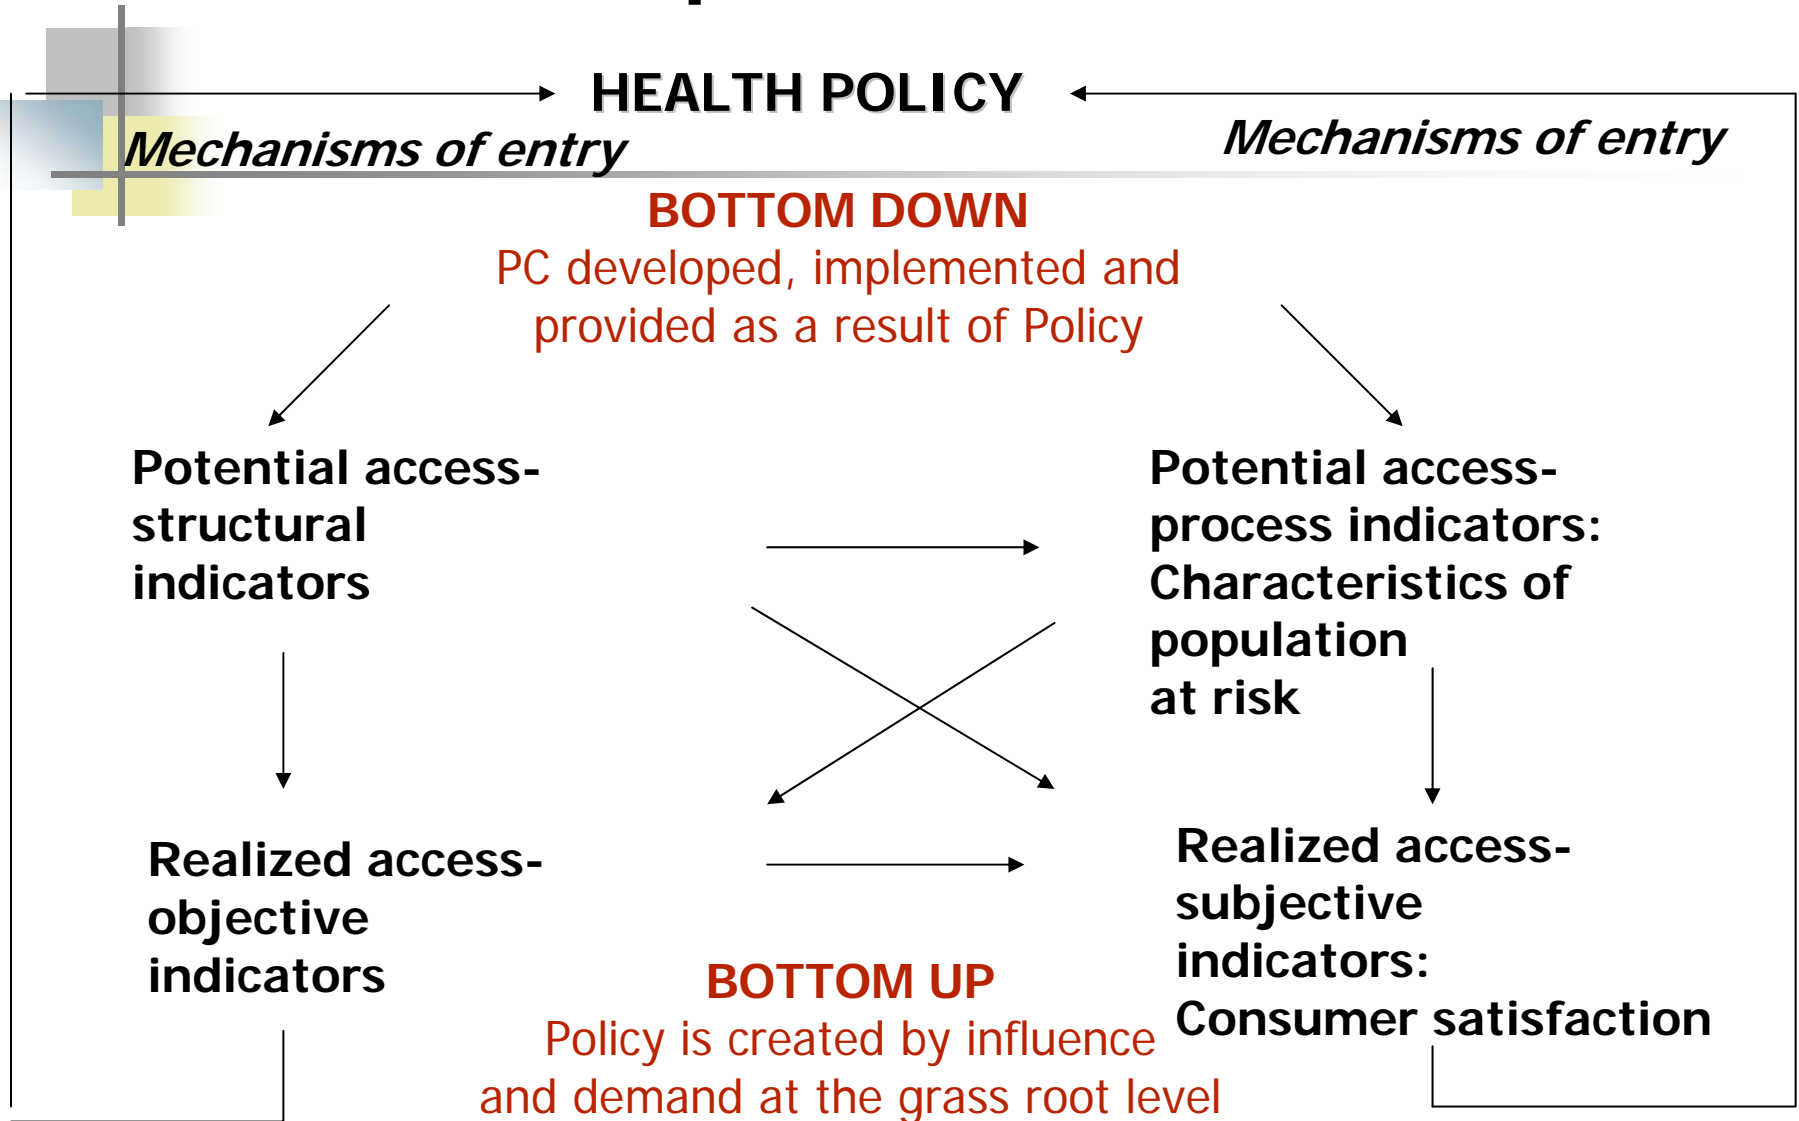 HEALTH POLICY
Mechanisms of entry
Mechanisms of entry
BOTTOM DOWN
PC developed, implemented and
provided as a result of Policy
Potential access-
structural
indicators
Potential access-
process indicators:
Characteristics of
population
at risk
Realized access-
objective
indicators
Realized access-
subjective
indicators:
Consumer satisfaction
BOTTOM UP
Policy is created by influence
and demand at the grass root level